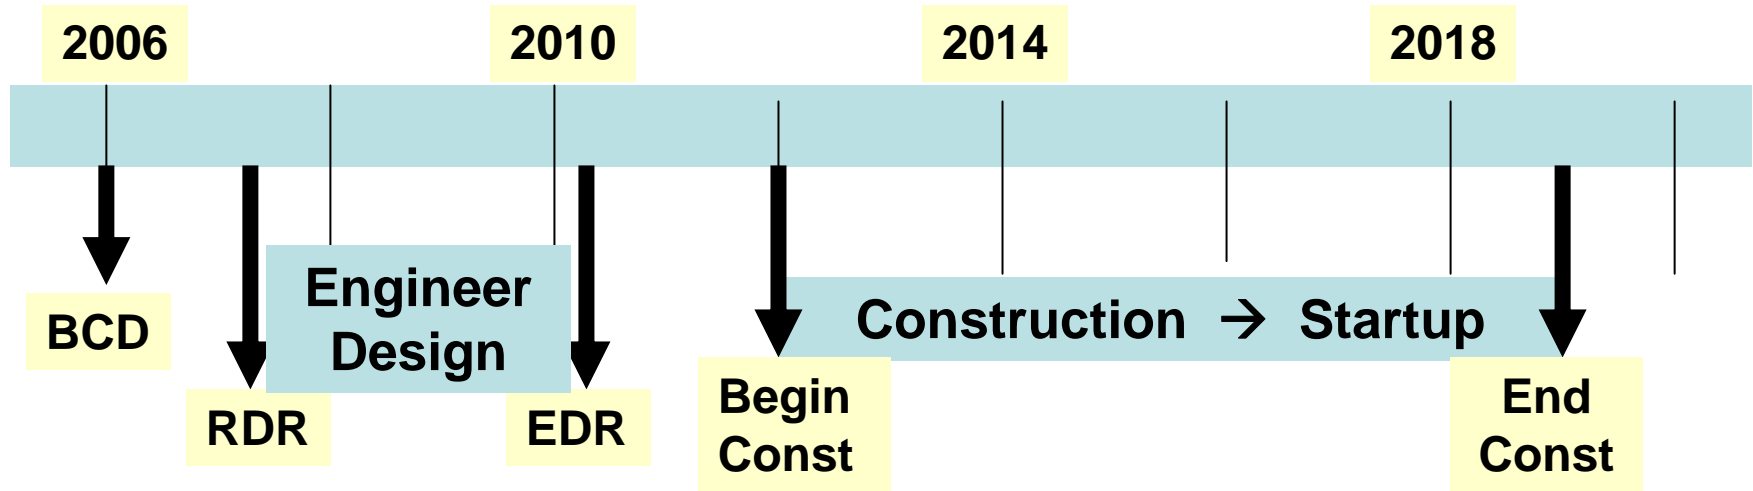 2006 2010 2014 2018
Engineer
Design
Construction → Startup
BCD
RDR
EDR
Begin
Const
End
Const